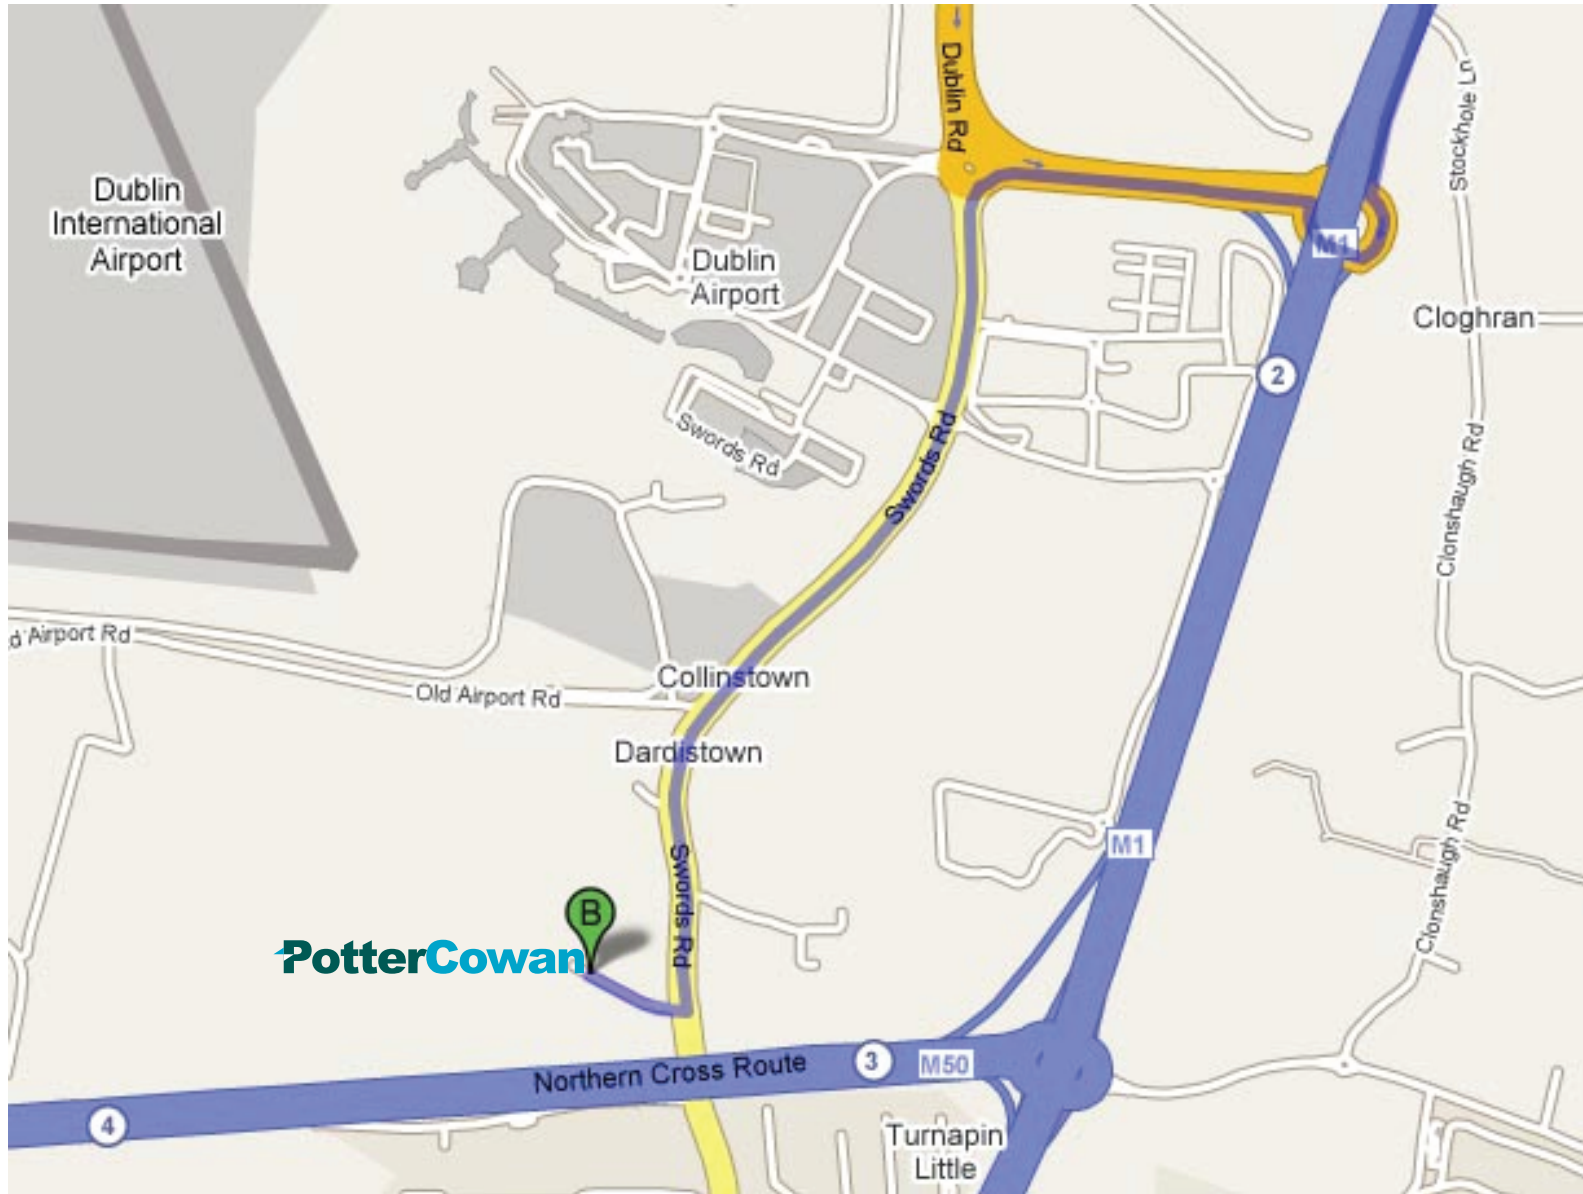 Dublin Rd
Stockhole Ln
Dublin
International
Airport
Dublin
Airport
M1
Cloghran
2
Swords Rd
Swords Rd
Clonshaugh Rd
Airport Rd
Collinstown
Old Airport Rd
Dardistown
M1
Clonshaugh Rd
Swords Rd
B
PotterCowan
3
M50
Northern Cross Route
4
Turnapin
Little